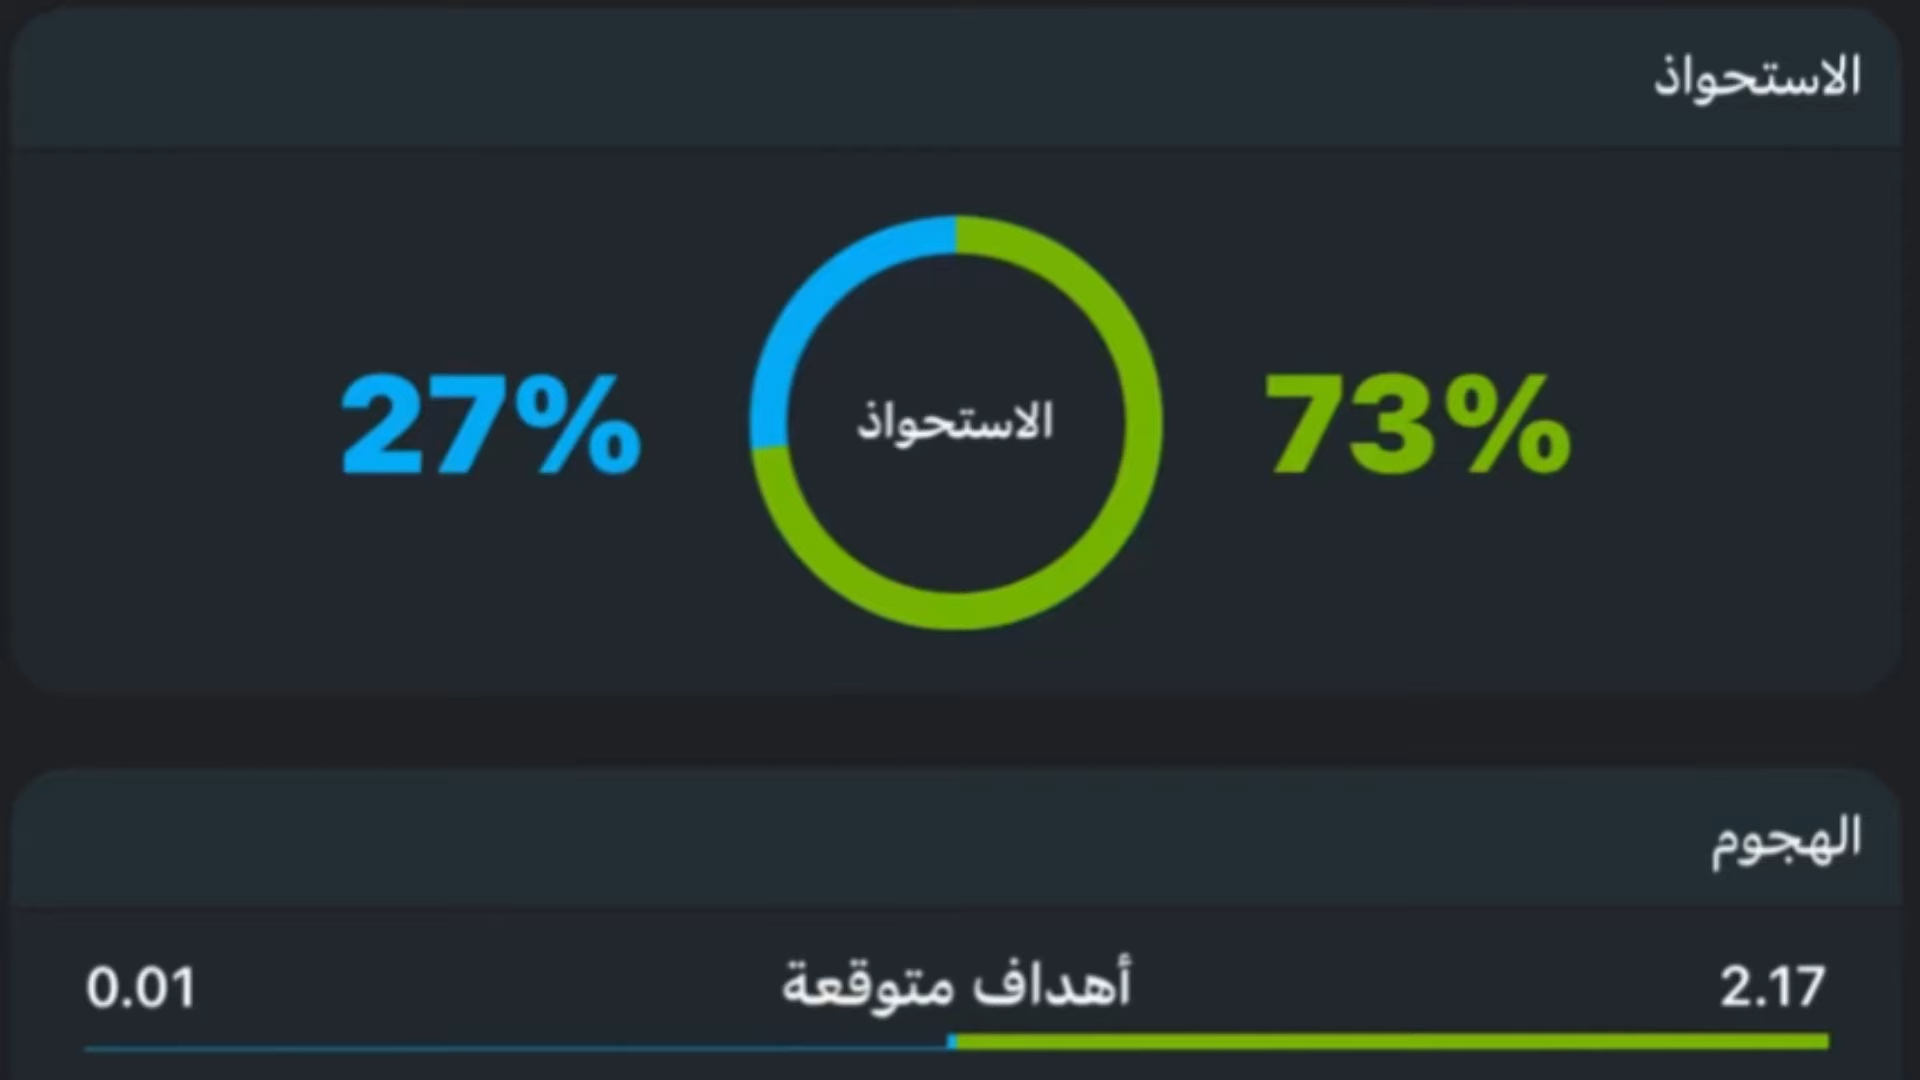 الاستحواذ
73%
الاستحواذ
27%
الهجوم
2.17
أهداف متوقعة
0.01